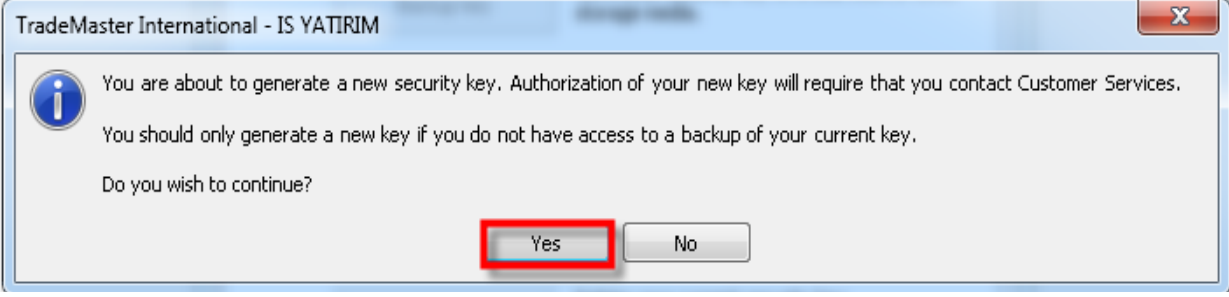 storage media.
TradeMaster International - IS YATIRIM
You are about to generate a new security key. Authorization of your new key will require that you contact Customer Services.
You should only generate a new key if you do not have access to a backup of your current key.
Do you wish to continue?
Yes
No